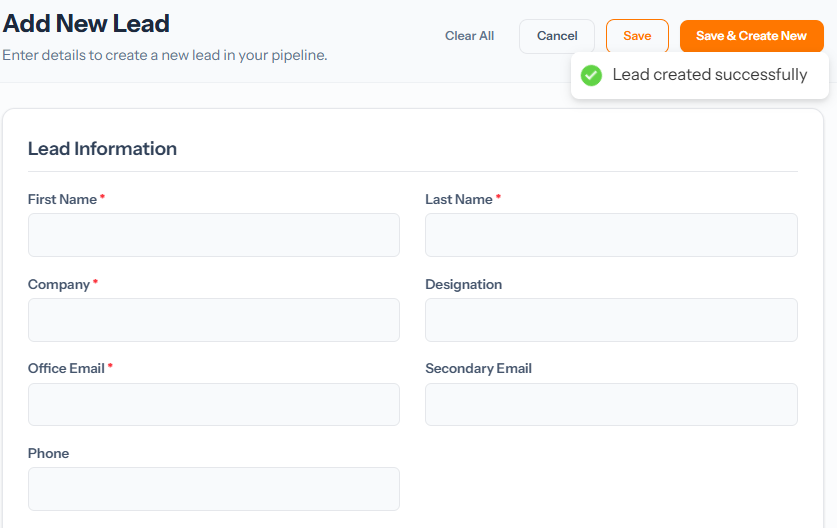 Add New Lead
Enter details to create a new lead in your pipeline.
Clear All
Cancel
Save
Save & Create New
Lead created successfully
Lead Information
First Name *
Last Name *
Company *
Designation
Office Email *
Secondary Email
Phone